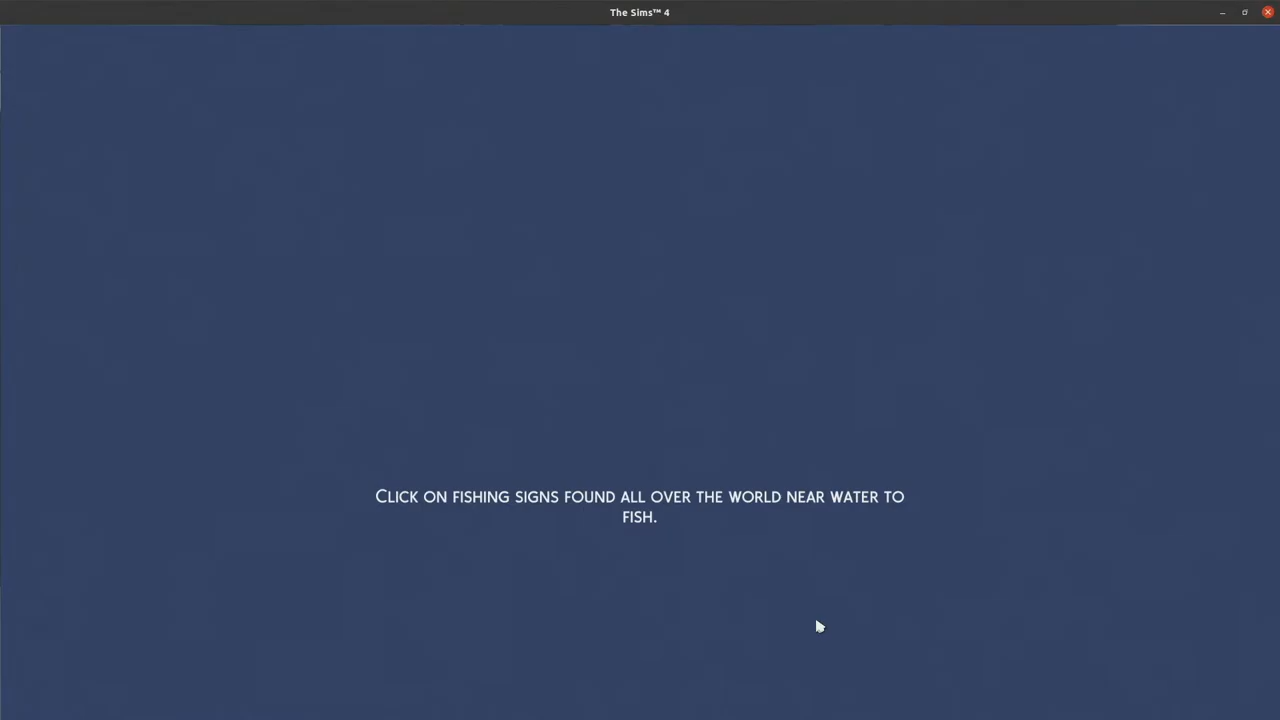 The Sims™ 4
Click on fishing signs found all over the world near water to
fish.